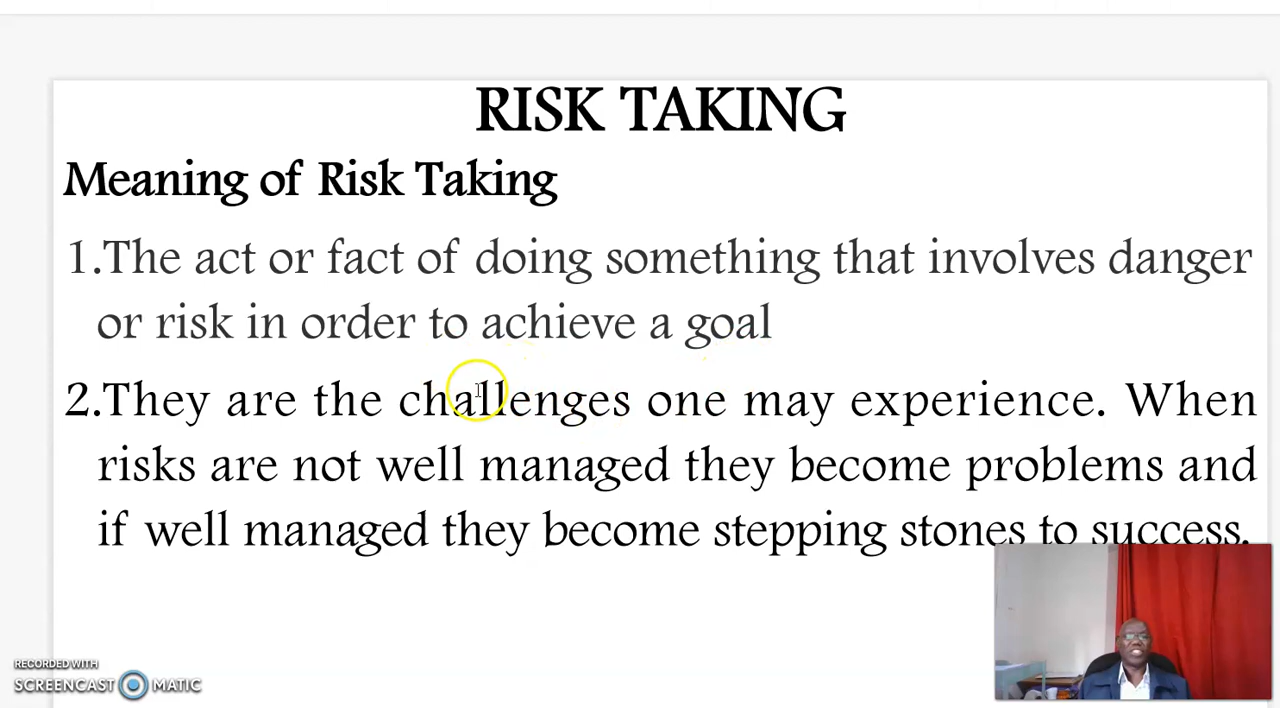 RISK TAKING
Meaning of Risk Taking
1.The act or fact of doing something that involves danger
or risk in order to achieve a goal
2.They are the challenges one may experience. When
risks are not well managed they become problems and
if well managed they become stepping stones to success.
RECORDED WITH
SCREENCAST MATIC